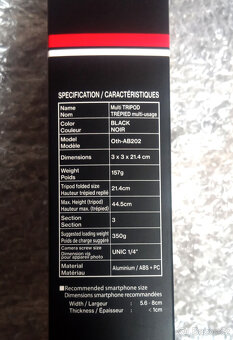 SPECIFICATION / CARACTÉRISTIQUES
Name Multi TRIPOD
Nom TRÉPIED multi-usage
Color BLACK
Couleur NOIR
Model Oth-AB202
Modèle
Dimensions 3 x 3 x 21.4 cm
Weight 157g
Poids
Tripod folded size 21.4cm
Hauteur trépied replié
Max. Height (tripod) 44.5cm
Hauteur max. (trépied)
Section 3
Section
Suggested loading weight 350g
Poids de charge suggéré
Camera screw size UNIC 1/4"
Dimension vis
pour appareil photo
Material Aluminium / ABS + PC
Matériau
Recommended smartphone size
Dimensions smartphone recommandées
Width / Largeur : 5.6 - 8cm
Thickness / Épaisseur : < 1cm